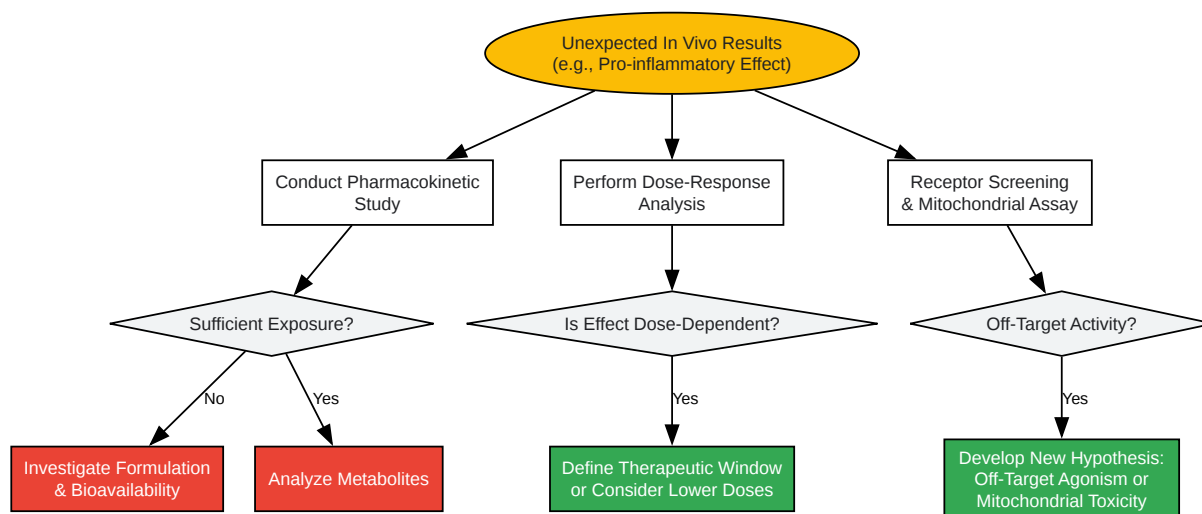 Unexpected In Vivo Results
(e.g., Pro-inflammatory Effect)
Conduct Pharmacokinetic
Study
Perform Dose-Response
Analysis
Receptor Screening
& Mitochondrial Assay
Sufficient Exposure?
Is Effect Dose-Dependent?
Off-Target Activity?
No
Yes
Yes
Yes
Investigate Formulation
& Bioavailability
Analyze Metabolites
Define Therapeutic Window
or Consider Lower Doses
Develop New Hypothesis:
Off-Target Agonism or
Mitochondrial Toxicity